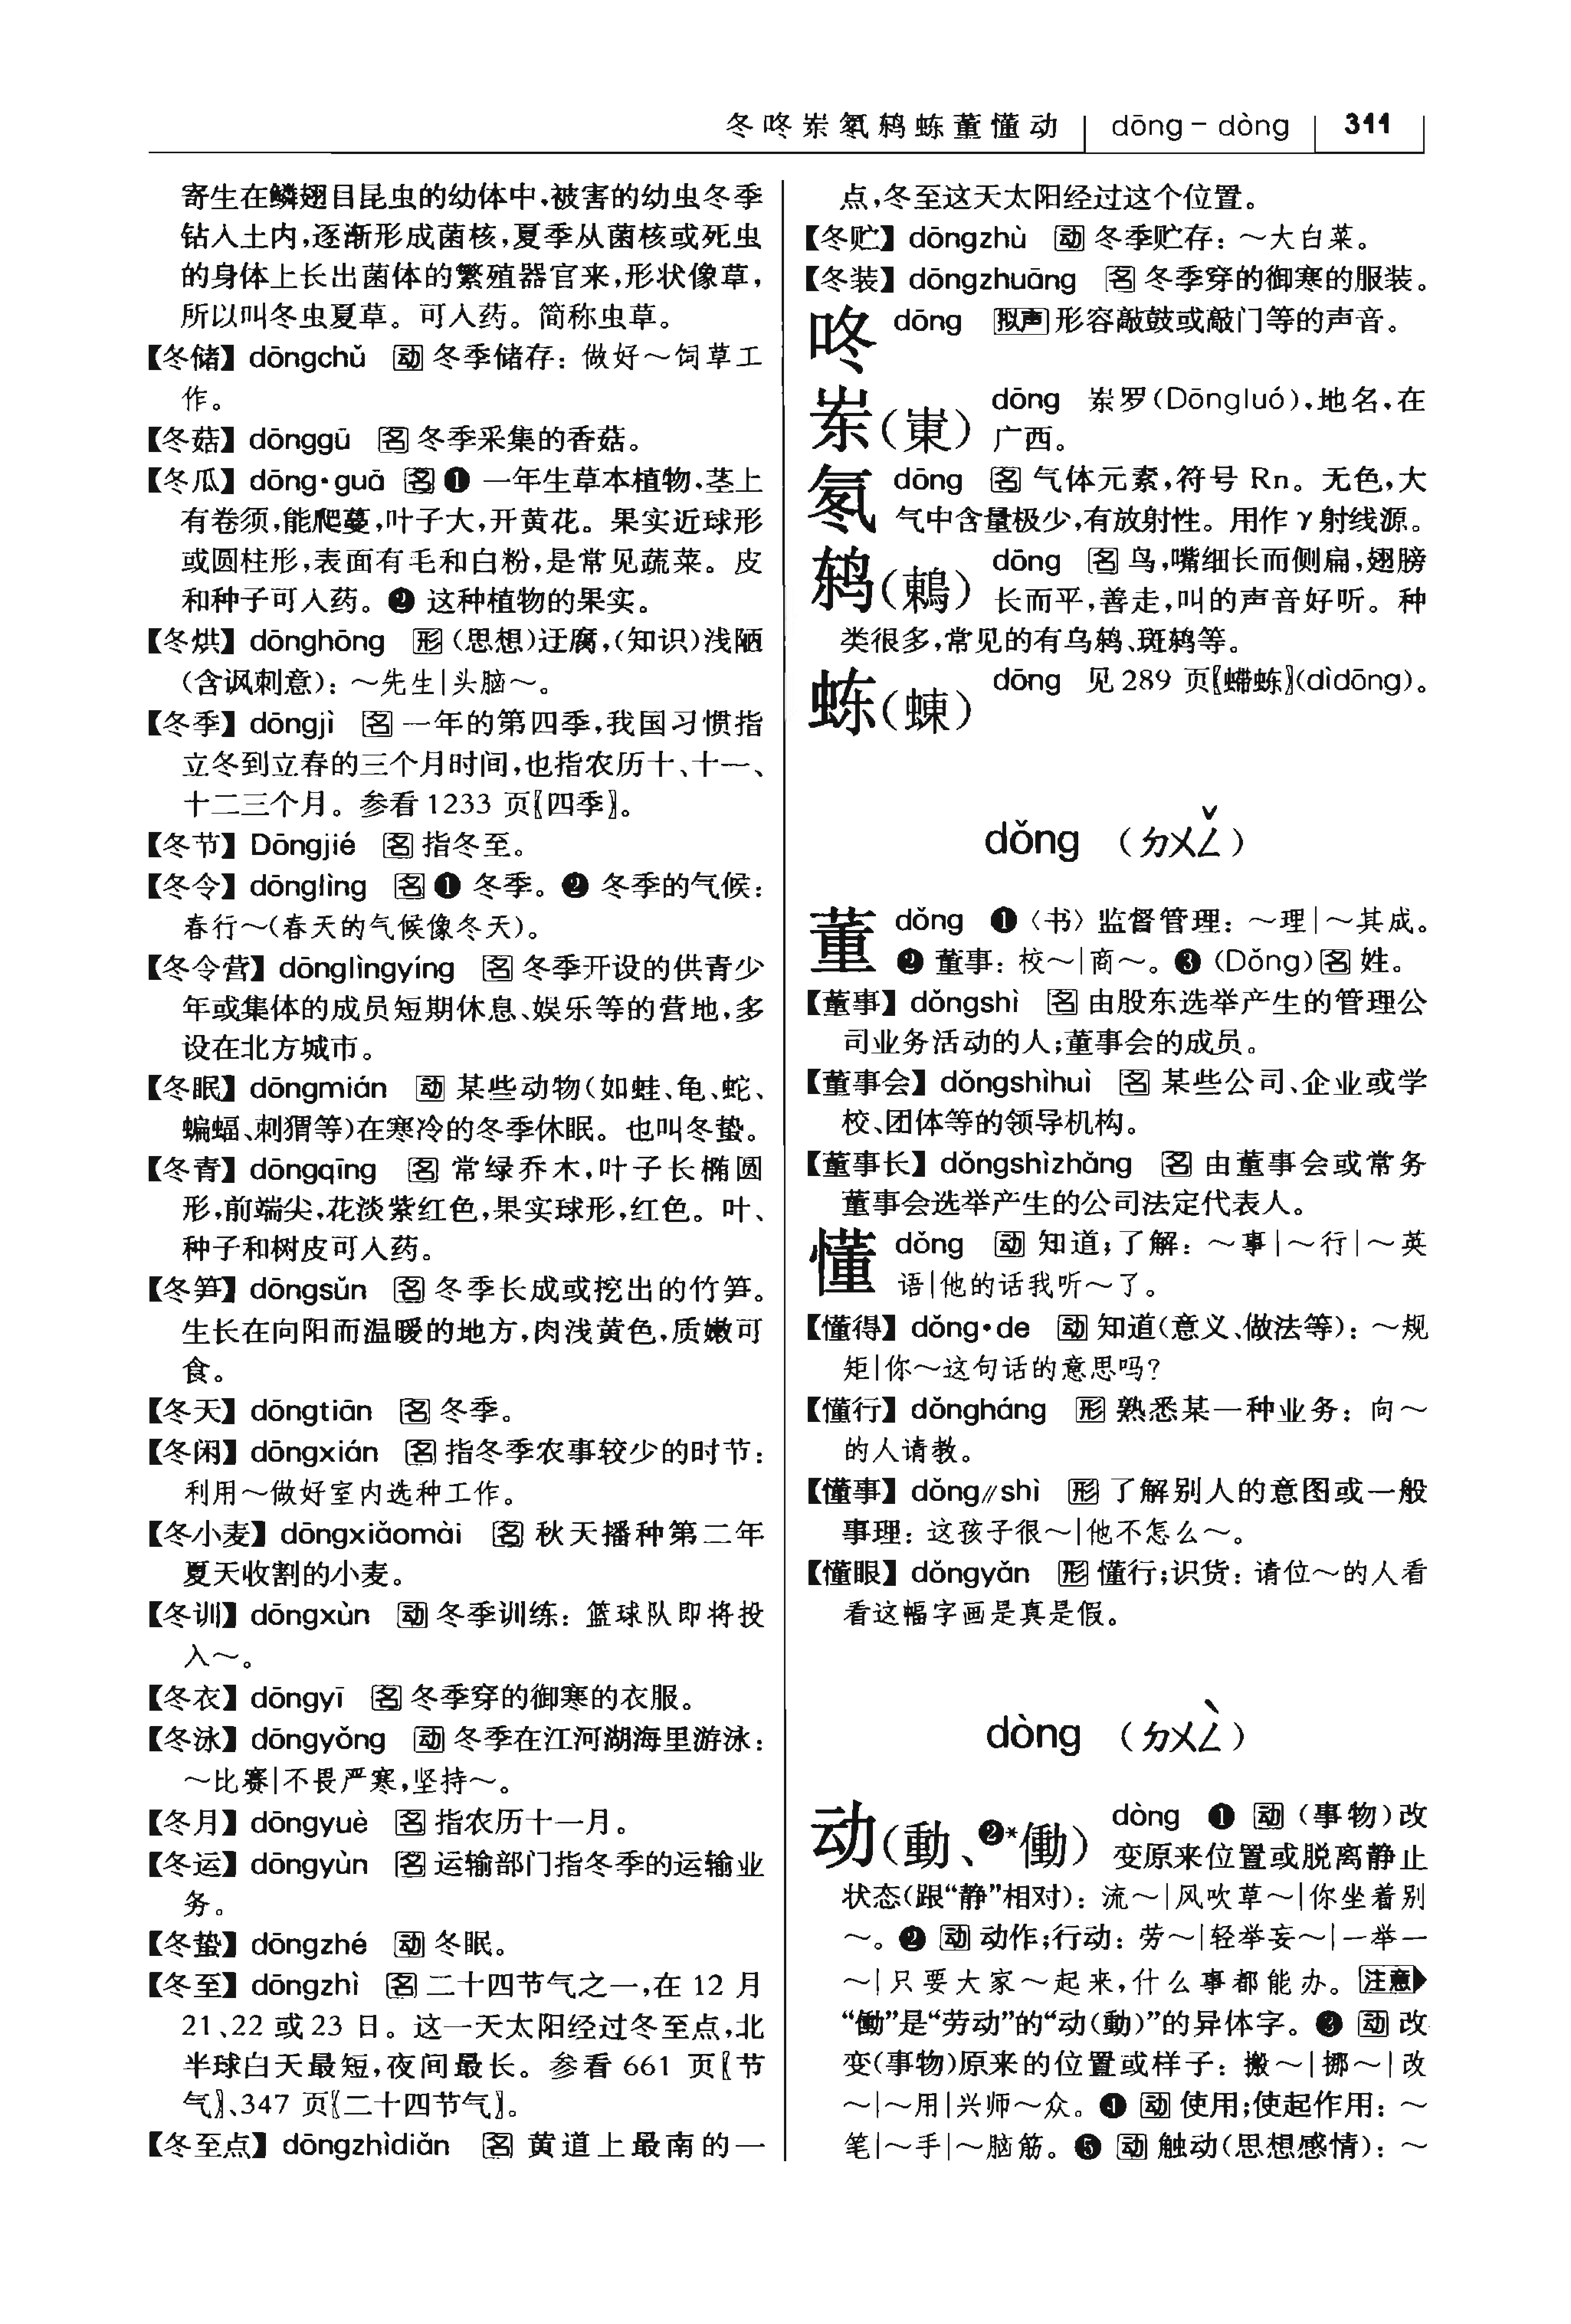 冬咚岽氡鸫蝀董懂动 dōng – dòng 311
寄生在鳞翅目昆虫的幼体中，被害的幼虫冬季
钻入土内，逐渐形成菌核，夏季从菌核或死虫
的身体上长出菌体的繁殖器官来，形状像草，
所以叫冬虫夏草。可入药。简称虫草。
【冬储】dōngchǔ 动 冬季储存：做好～饲草工
作。
【冬菇】dōnggū 名 冬季采集的香菇。
【冬瓜】dōng·guā 名 ❶ 一年生草本植物，茎上
有卷须，能爬蔓，叶子大，开黄花。果实近球形
或圆柱形，表面有毛和白粉，是常见蔬菜。皮
和种子可入药。❷ 这种植物的果实。
【冬烘】dōnghōng 形（思想）迂腐，（知识）浅陋
（含讽刺意）：～先生|头脑～。
【冬季】dōngjì 名 一年的第四季，我国习惯指
立冬到立春的三个月时间，也指农历十、十一、
十二三个月。参看1233 页〖四季〗。
【冬节】Dōngjié 名 指冬至。
【冬令】dōnglìng 名 ❶ 冬季。❷ 冬季的气候：
春行～（春天的气候像冬天）。
【冬令营】dōnglìngyíng 名 冬季开设的供青少
年或集体的成员短期休息、娱乐等的营地，多
设在北方城市。
【冬眠】dōngmián 动 某些动物（如蛙、龟、蛇、
蝙蝠、刺猬等）在寒冷的冬季休眠。也叫冬蛰。
【冬青】dōngqīng 名 常绿乔木，叶子长椭圆
形，前端尖，花淡紫红色，果实球形，红色。叶、
种子和树皮可入药。
【冬笋】dōngsǔn 名 冬季长成或挖出的竹笋。
生长在向阳而温暖的地方，肉浅黄色，质嫩可
食。
【冬天】dōngtiān 名 冬季。
【冬闲】dōngxián 名 指冬季农事较少的时节：
利用～做好室内选种工作。
【冬小麦】dōngxiǎomài 名 秋天播种第二年
夏天收割的小麦。
【冬训】dōngxùn 动 冬季训练：篮球队即将投
入～。
【冬衣】dōngyī 名 冬季穿的御寒的衣服。
【冬泳】dōngyǒng 动 冬季在江河湖海里游泳：
～比赛|不畏严寒，坚持～。
【冬月】dōngyuè 名 指农历十一月。
【冬运】dōngyùn 名 运输部门指冬季的运输业
务。
【冬蛰】dōngzhé 动 冬眠。
【冬至】dōngzhì 名 二十四节气之一，在12月
21、22或23日。这一天太阳经过冬至点，北
半球白天最短，夜间最长。参看661 页〖节
气〗、347 页〖二十四节气〗。
【冬至点】dōngzhìdiǎn 名 黄道上最南的一
点，冬至这天太阳经过这个位置。
【冬贮】dōngzhù 动 冬季贮存：～大白菜。
【冬装】dōngzhuāng 名 冬季穿的御寒的服装。
咚 dōng 拟声 形容敲鼓或敲门等的声音。
岽（崬） dōng 岽罗（Dōngluó），地名，在
广西。
氡 dōng 名 气体元素，符号 Rn。无色，大
气中含量极少，有放射性。用作γ射线源。
鸫（鶇） dōng 名 鸟，嘴细长而侧扁，翅膀
长而平，善走，叫的声音好听。种
类很多，常见的有乌鸫、斑鸫等。
𬟽（蝀） dōng 见289 页〖䗖𬟽〗（dìdōng）。
dǒng （ㄉㄨㄥˇ）
董 dǒng ❶〈书〉监督管理：～理|～其成。
❷ 董事：校～|商～。❸（Dǒng）名 姓。
【董事】dǒngshì 名 由股东选举产生的管理公
司业务活动的人；董事会的成员。
【董事会】dǒngshìhuì 名 某些公司、企业或学
校、团体等的领导机构。
【董事长】dǒngshìzhǎng 名 由董事会或常务
董事会选举产生的公司法定代表人。
懂 dǒng 动 知道；了解：～事|～行|～英
语|他的话我听～了。
【懂得】dǒng·de 动 知道（意义、做法等）：～规
矩|你～这句话的意思吗？
【懂行】dǒngháng 形 熟悉某一种业务：向～
的人请教。
【懂事】dǒng∥shì 形 了解别人的意图或一般
事理：这孩子很～|他不怎么～。
【懂眼】dǒngyǎn 形 懂行；识货：请位～的人看
看这幅字画是真是假。
dòng （ㄉㄨㄥˋ）
动（動、❷*働） dòng ❶ 动（事物）改
变原来位置或脱离静止
状态（跟“静”相对）：流～|风吹草～|你坐着别
～。❷ 动 动作；行动：劳～|轻举妄～|一举一
～|只要大家～起来，什么事都能办。注意
“働”是“劳动”的“动（動）”的异体字。❸ 动 改
变（事物）原来的位置或样子：搬～|挪～|改
～|～用|兴师～众。❹ 动 使用；使起作用：～
笔|～手|～脑筋。❺ 动 触动（思想感情）：～